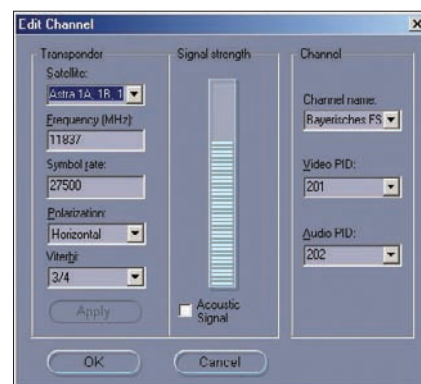 Edit Channel
Transponder
Satellite:
Astra 1A, 1B, 1
Frequency (MHz):
11837
Symbol rate:
27500
Polarization:
Horizontal
Viterbi:
3/4
Apply
Signal strength
Acoustic
Signal
Channel
Channel name:
Bayerisches FS
Video PID:
201
Audio PID:
202
OK
Cancel